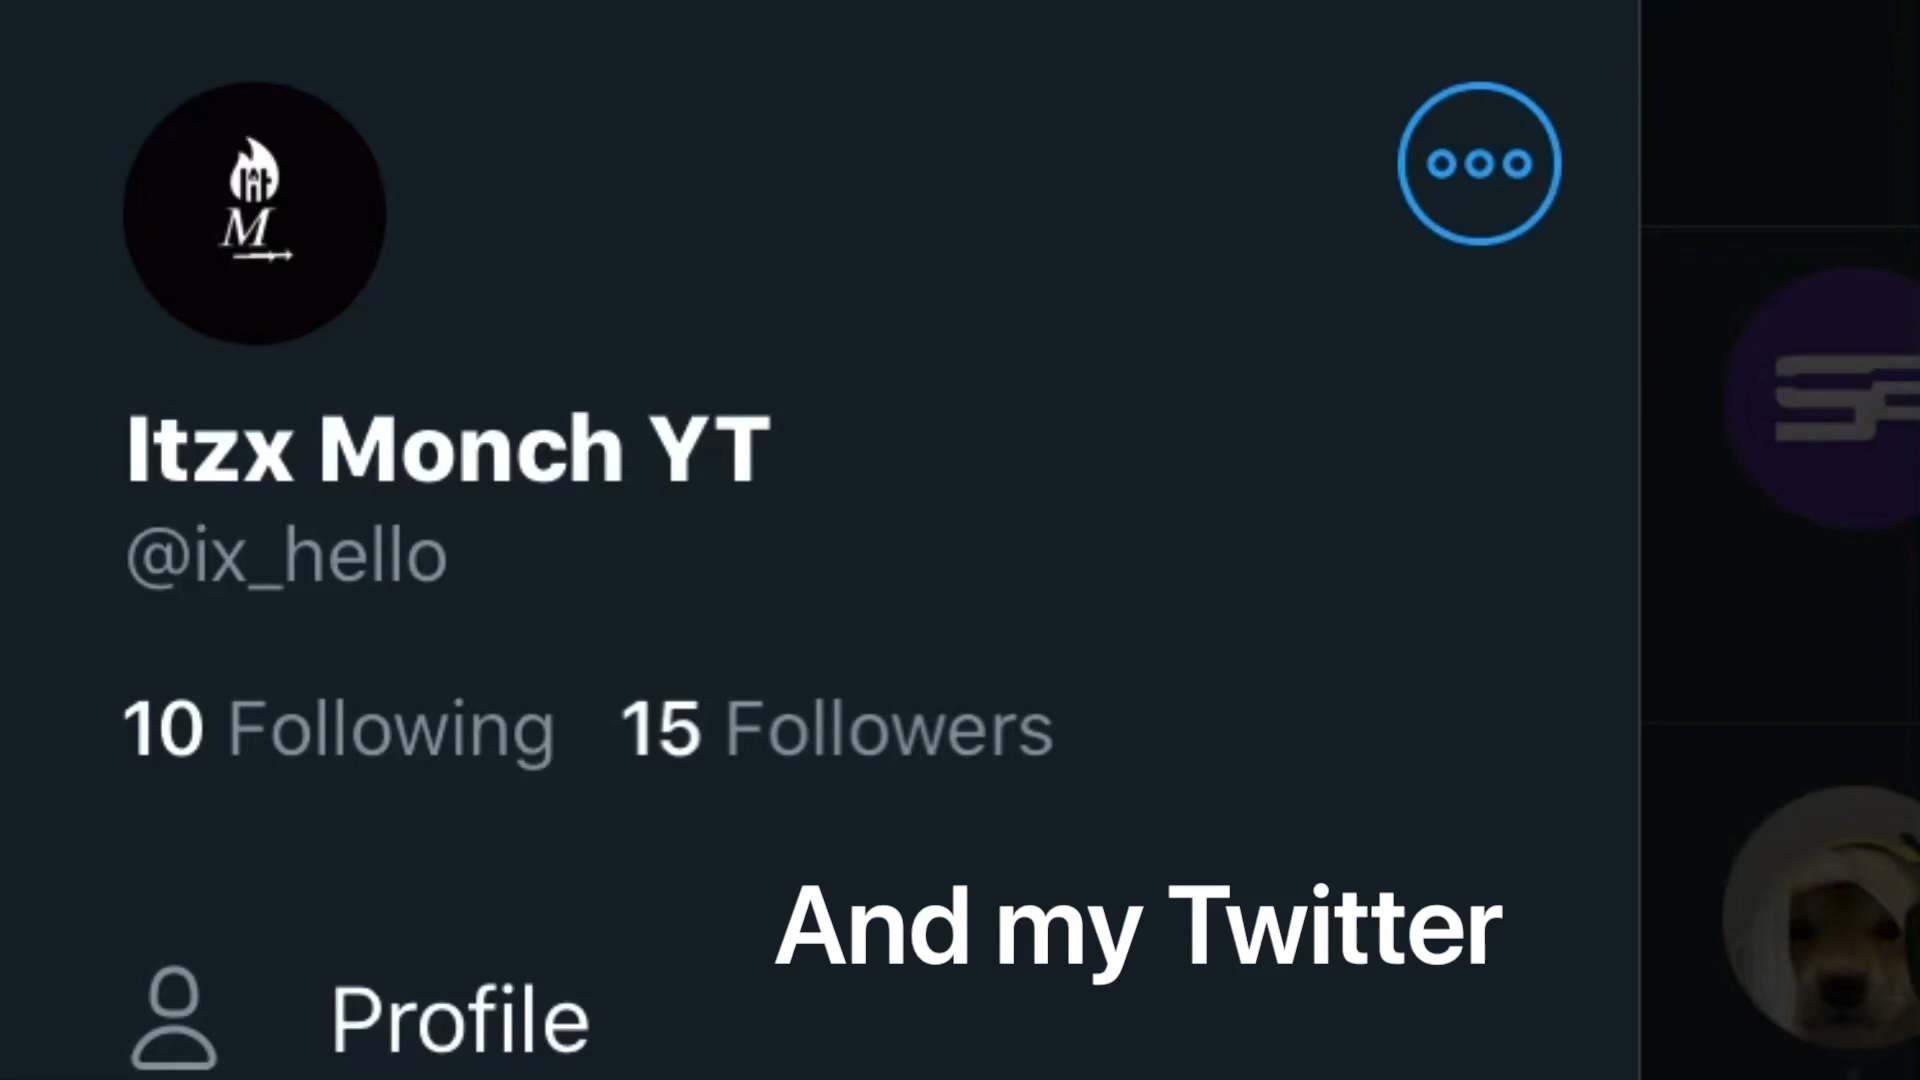 M
Itzx Monch YT
@ix_hello
10 Following 15 Followers
And my Twitter
Profile